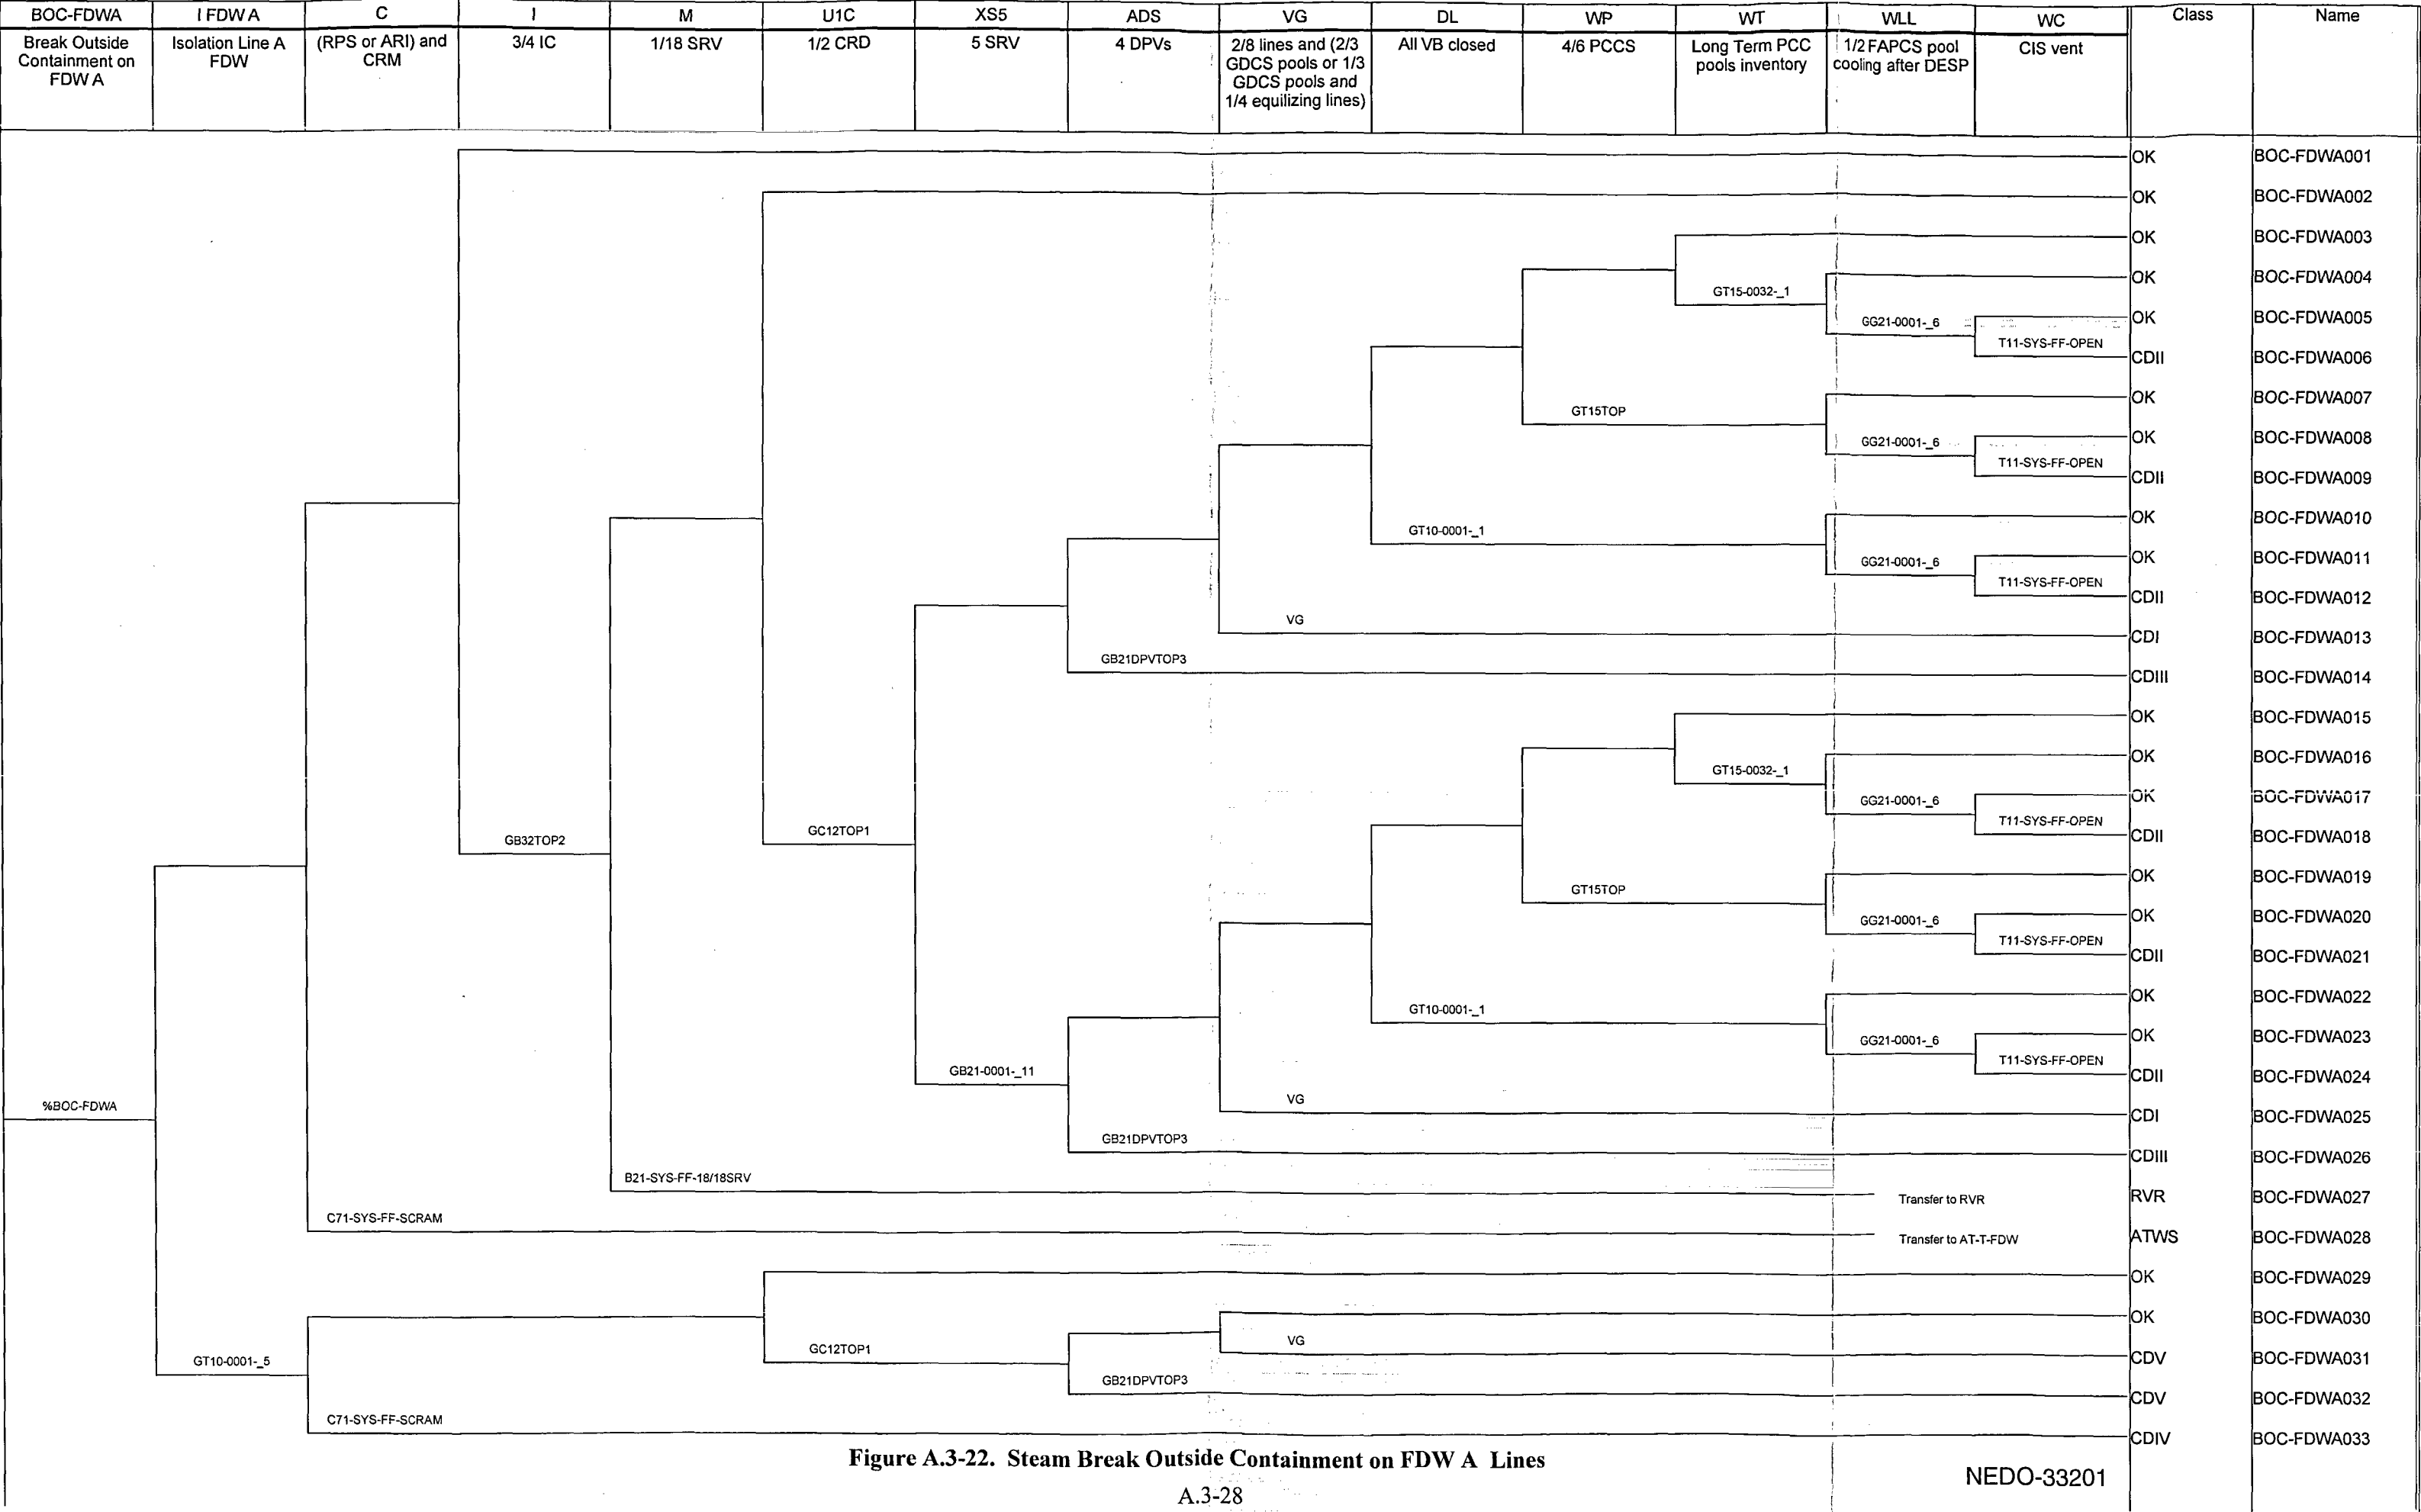 BOC-FDWA I FDW A C I M U1C XS5 ADS VG DL WP WT WLL WC Class Name
Break Outside Containment on FDW A
Isolation Line A FDW
(RPS or ARI) and CRM
3/4 IC
1/18 SRV
1/2 CRD
5 SRV
4 DPVs
2/8 lines and (2/3 GDCS pools or 1/3 GDCS pools and 1/4 equilizing lines)
All VB closed
4/6 PCCS
Long Term PCC pools inventory
1/2 FAPCS pool cooling after DESP
CIS vent
OK BOC-FDWA001
OK BOC-FDWA002
OK BOC-FDWA003
OK BOC-FDWA004
GT15-0032-_1
OK BOC-FDWA005
GG21-0001-_6
T11-SYS-FF-OPEN
CDII BOC-FDWA006
OK BOC-FDWA007
GT15TOP
OK BOC-FDWA008
GG21-0001-_6
T11-SYS-FF-OPEN
CDII BOC-FDWA009
OK BOC-FDWA010
GT10-0001-_1
OK BOC-FDWA011
GG21-0001-_6
T11-SYS-FF-OPEN
CDII BOC-FDWA012
VG
CDI BOC-FDWA013
GB21DPVTOP3
CDIII BOC-FDWA014
OK BOC-FDWA015
OK BOC-FDWA016
GT15-0032-_1
OK BOC-FDWA017
GG21-0001-_6
T11-SYS-FF-OPEN
GC12TOP1
CDII BOC-FDWA018
GB32TOP2
OK BOC-FDWA019
GT15TOP
OK BOC-FDWA020
GG21-0001-_6
T11-SYS-FF-OPEN
CDII BOC-FDWA021
OK BOC-FDWA022
GT10-0001-_1
OK BOC-FDWA023
GG21-0001-_6
T11-SYS-FF-OPEN
GB21-0001-_11
CDII BOC-FDWA024
VG
%BOC-FDWA
CDI BOC-FDWA025
GB21DPVTOP3
CDIII BOC-FDWA026
B21-SYS-FF-18/18SRV
Transfer to RVR RVR BOC-FDWA027
C71-SYS-FF-SCRAM
Transfer to AT-T-FDW ATWS BOC-FDWA028
OK BOC-FDWA029
OK BOC-FDWA030
VG
GC12TOP1
GT10-0001-_5
CDV BOC-FDWA031
GB21DPVTOP3
CDV BOC-FDWA032
C71-SYS-FF-SCRAM
CDIV BOC-FDWA033
Figure A.3-22. Steam Break Outside Containment on FDW A Lines
NEDO-33201
A.3-28